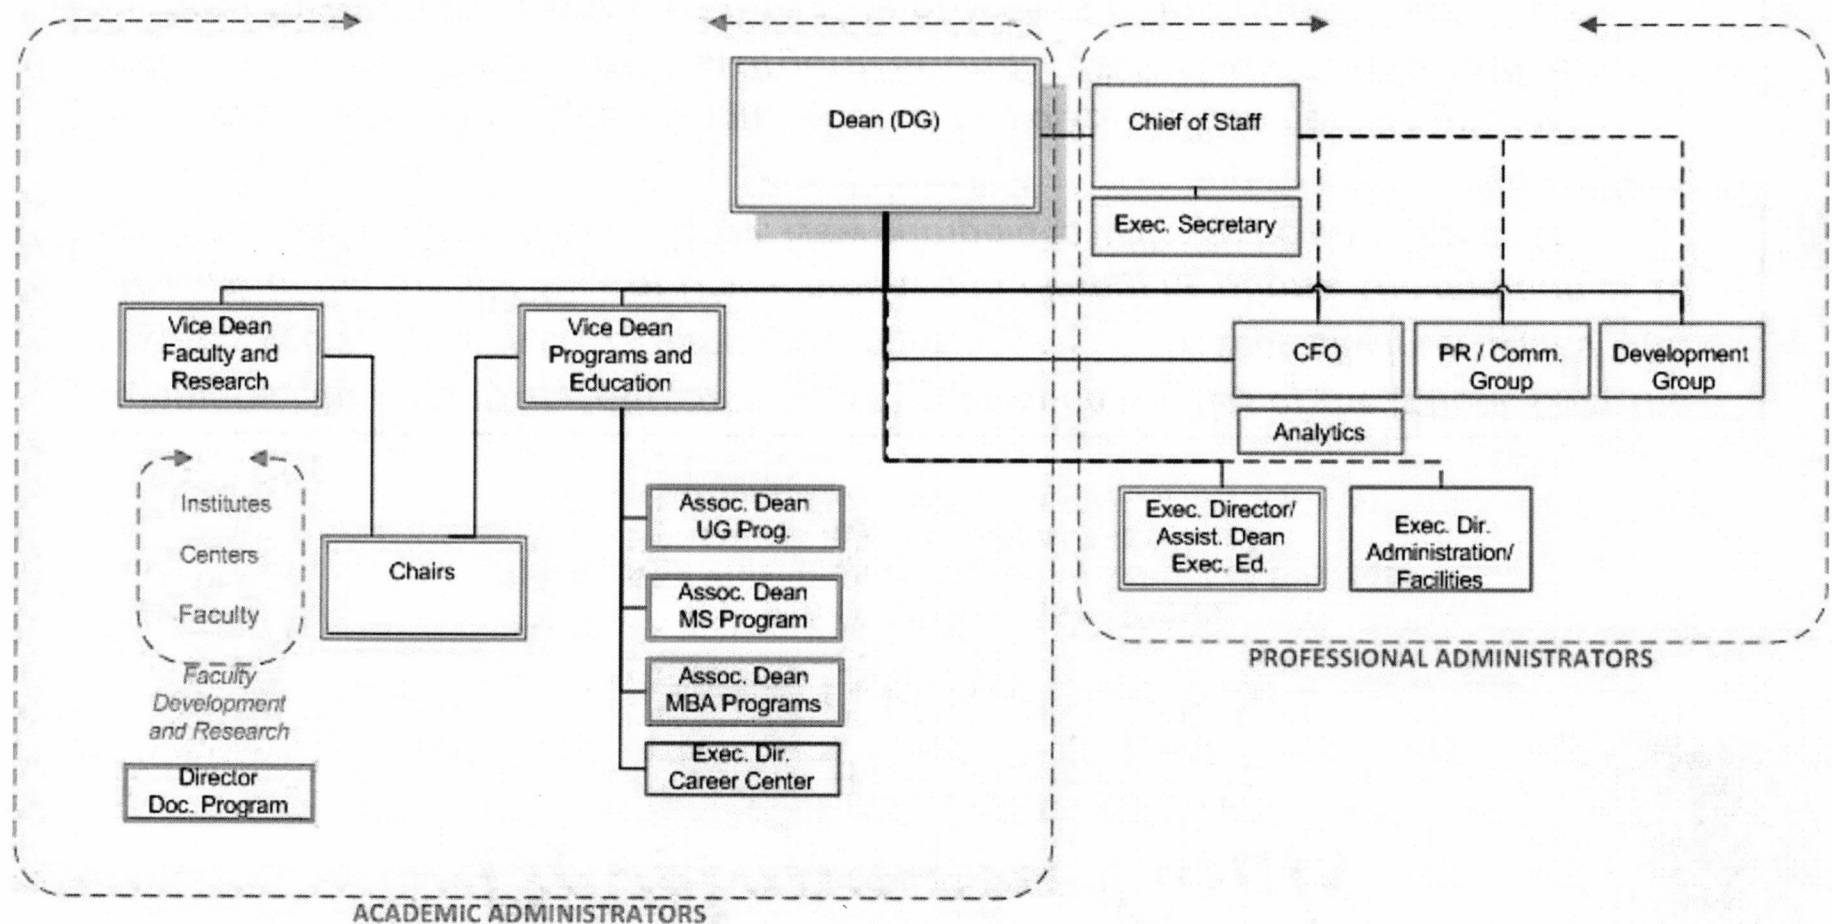 Dean (DG)
Chief of Staff
Exec. Secretary
Vice Dean
Faculty and
Research
Vice Dean
Programs and
Education
CFO
PR / Comm.
Group
Development
Group
Analytics
Institutes
Centers
Faculty
Faculty
Development
and Research
Director
Doc. Program
Chairs
Assoc. Dean
UG Prog.
Assoc. Dean
MS Program
Assoc. Dean
MBA Programs
Exec. Dir.
Career Center
Exec. Director/
Assist. Dean
Exec. Ed.
Exec. Dir.
Administration/
Facilities
PROFESSIONAL ADMINISTRATORS
ACADEMIC ADMINISTRATORS